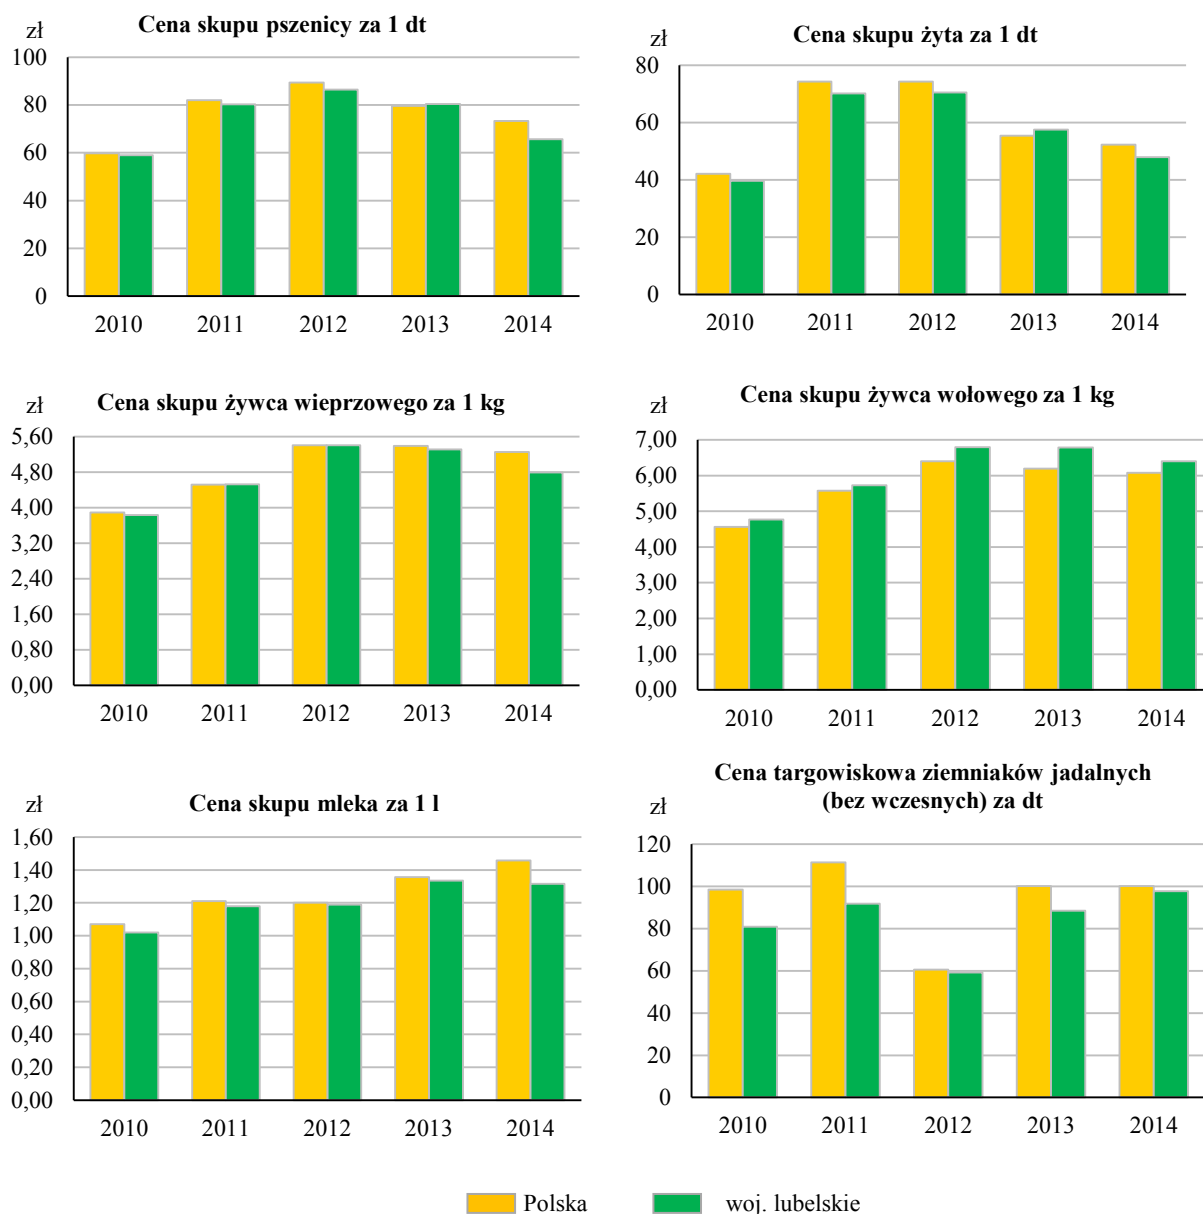 Cena skupu pszenicy za 1 dt
zł
100
80
60
40
20
0
2010 2011 2012 2013 2014
Cena skupu żyta za 1 dt
zł
80
60
40
20
0
2010 2011 2012 2013 2014
Cena skupu żywca wieprzowego za 1 kg
zł
5,60
4,80
4,00
3,20
2,40
1,60
0,80
0,00
2010 2011 2012 2013 2014
Cena skupu żywca wołowego za 1 kg
zł
7,00
6,00
5,00
4,00
3,00
2,00
1,00
0,00
2010 2011 2012 2013 2014
Cena skupu mleka za 1 l
zł
1,60
1,40
1,20
1,00
0,80
0,60
0,40
0,20
0,00
2010 2011 2012 2013 2014
Cena targowiskowa ziemniaków jadalnych
(bez wczesnych) za dt
zł
120
100
80
60
40
20
0
2010 2011 2012 2013 2014
Polska woj. lubelskie